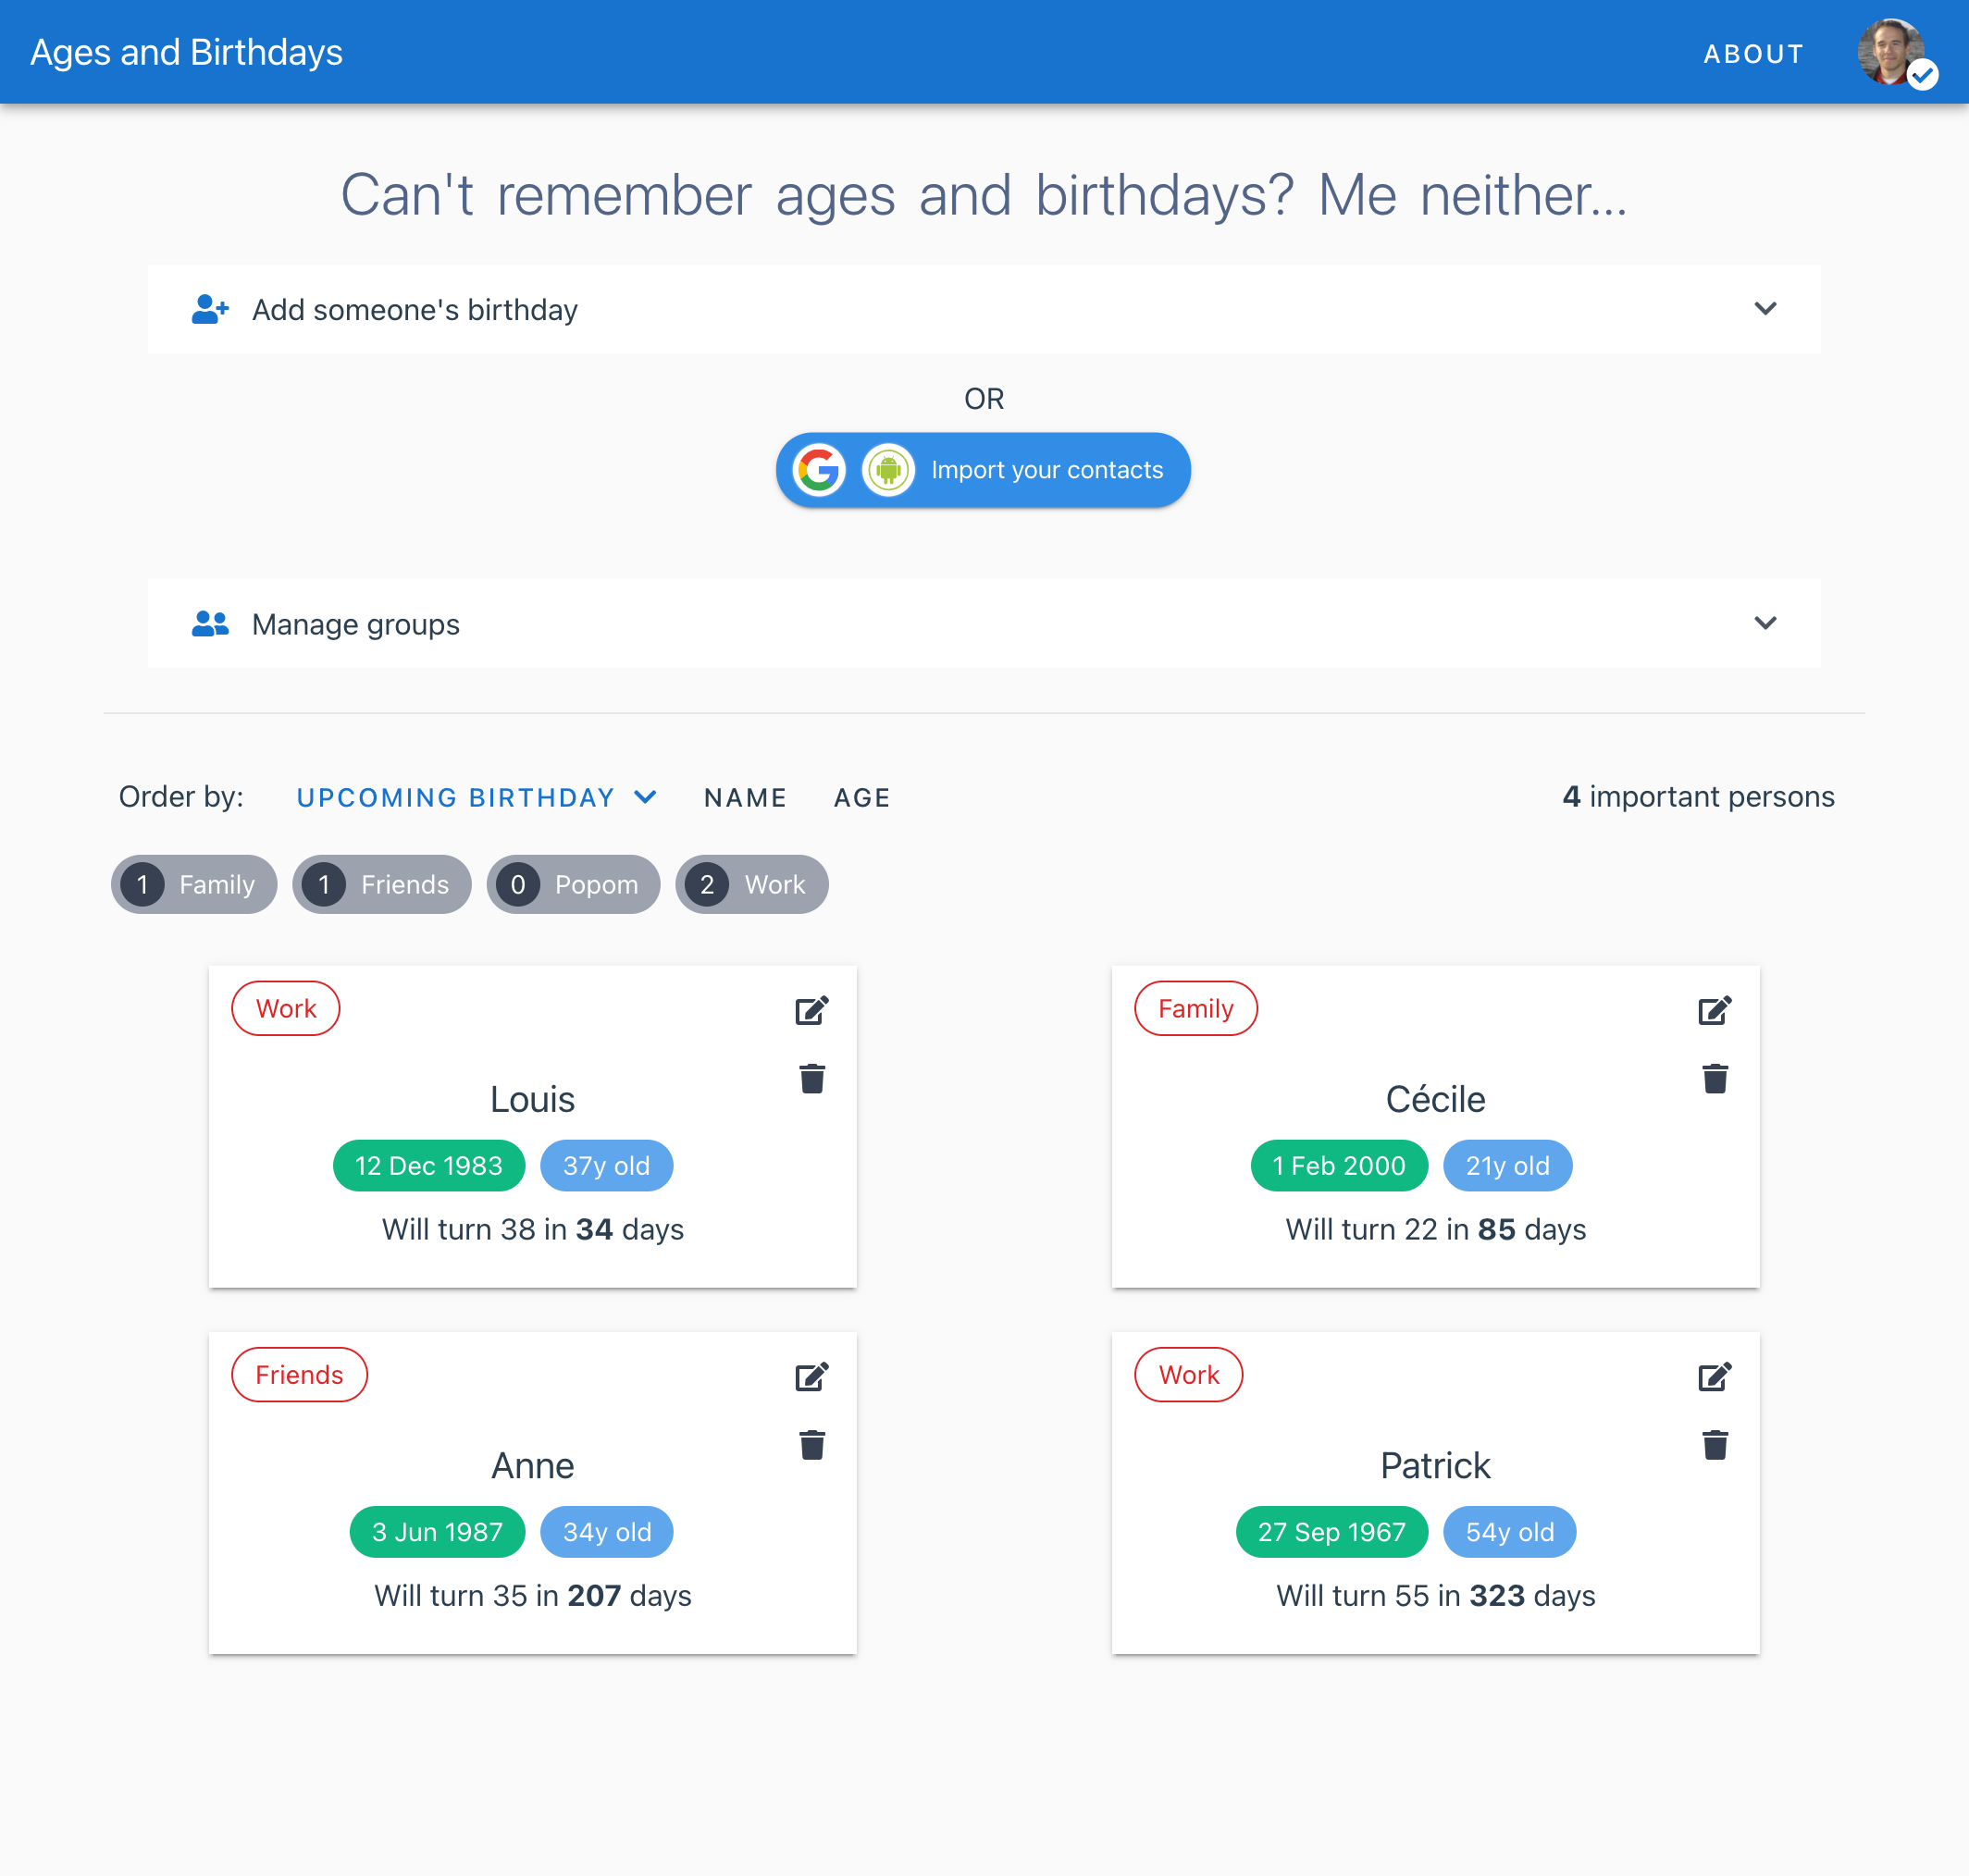 Ages and Birthdays
ABOUT
Can't remember ages and birthdays? Me neither...
Add someone's birthday
OR
Import your contacts
Manage groups
Order by: UPCOMING BIRTHDAY NAME AGE
4 important persons
1 Family 1 Friends 0 Popom 2 Work
Work
Louis
12 Dec 1983 37y old
Will turn 38 in 34 days
Family
Cécile
1 Feb 2000 21y old
Will turn 22 in 85 days
Friends
Anne
3 Jun 1987 34y old
Will turn 35 in 207 days
Work
Patrick
27 Sep 1967 54y old
Will turn 55 in 323 days